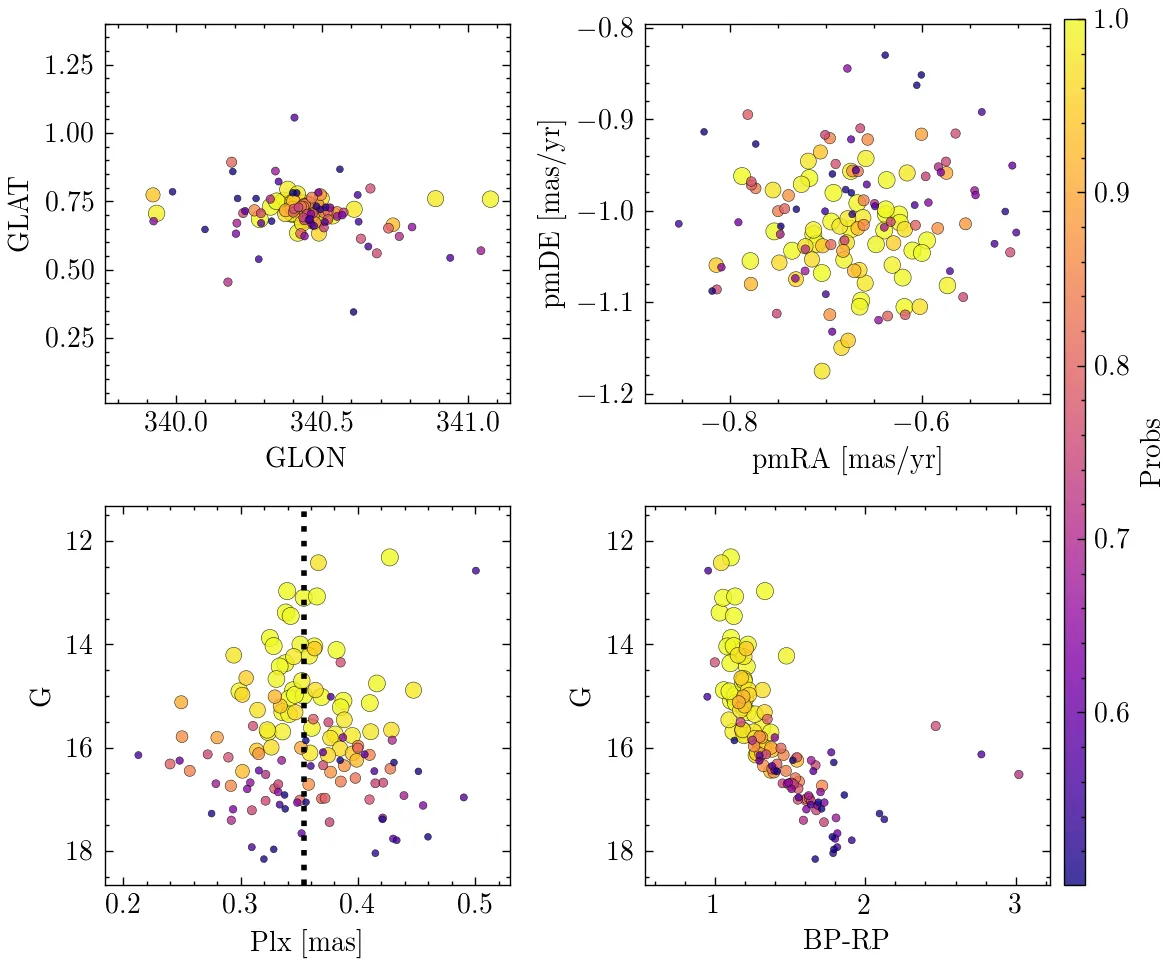 1.25
1.00
0.75
0.50
0.25
GLAT
340.0 340.5 341.0
GLON
−0.8
−0.9
−1.0
−1.1
−1.2
pmDE [mas/yr]
−0.8 −0.6
pmRA [mas/yr]
12
14
16
18
G
0.2 0.3 0.4 0.5
Plx [mas]
12
14
16
18
G
1 2 3
BP-RP
1.0
0.9
0.8
0.7
0.6
Probs